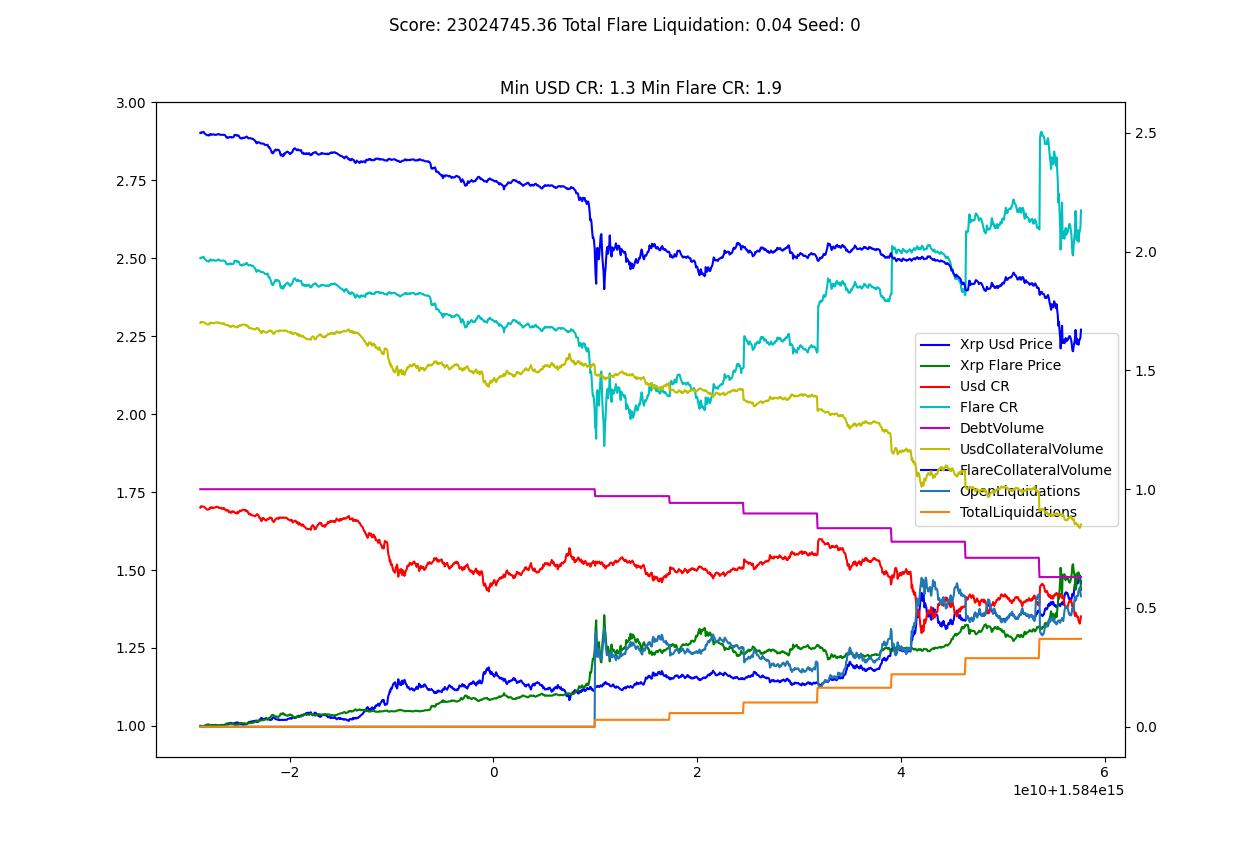 Score: 23024745.36 Total Flare Liquidation: 0.04 Seed: 0
Min USD CR: 1.3 Min Flare CR: 1.9
3.00
2.75
2.50
2.25
2.00
1.75
1.50
1.25
1.00
2.5
2.0
1.5
1.0
0.5
0.0
Xrp Usd Price
Xrp Flare Price
Usd CR
Flare CR
DebtVolume
UsdCollateralVolume
FlareCollateralVolume
OpenLiquidations
TotalLiquidations
−2 0 2 4 6
1e10+1.584e15